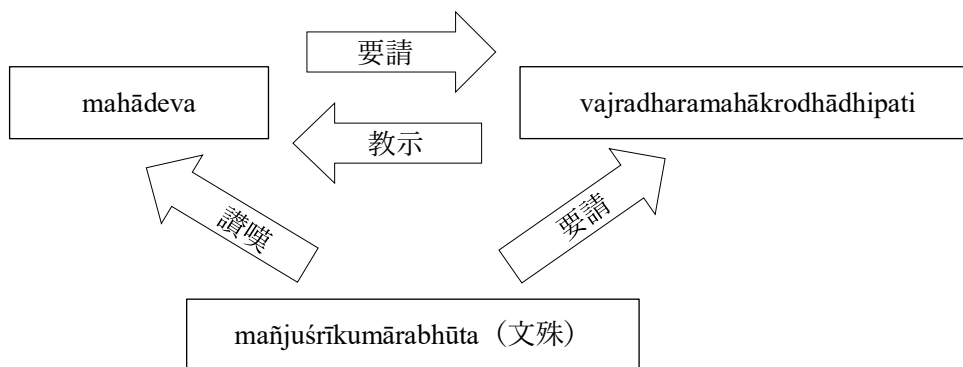 要請
mahādeva
vajradharamahākrodhādhipati
教示
讃嘆
要請
mañjuśrīkumārabhūta（文殊）